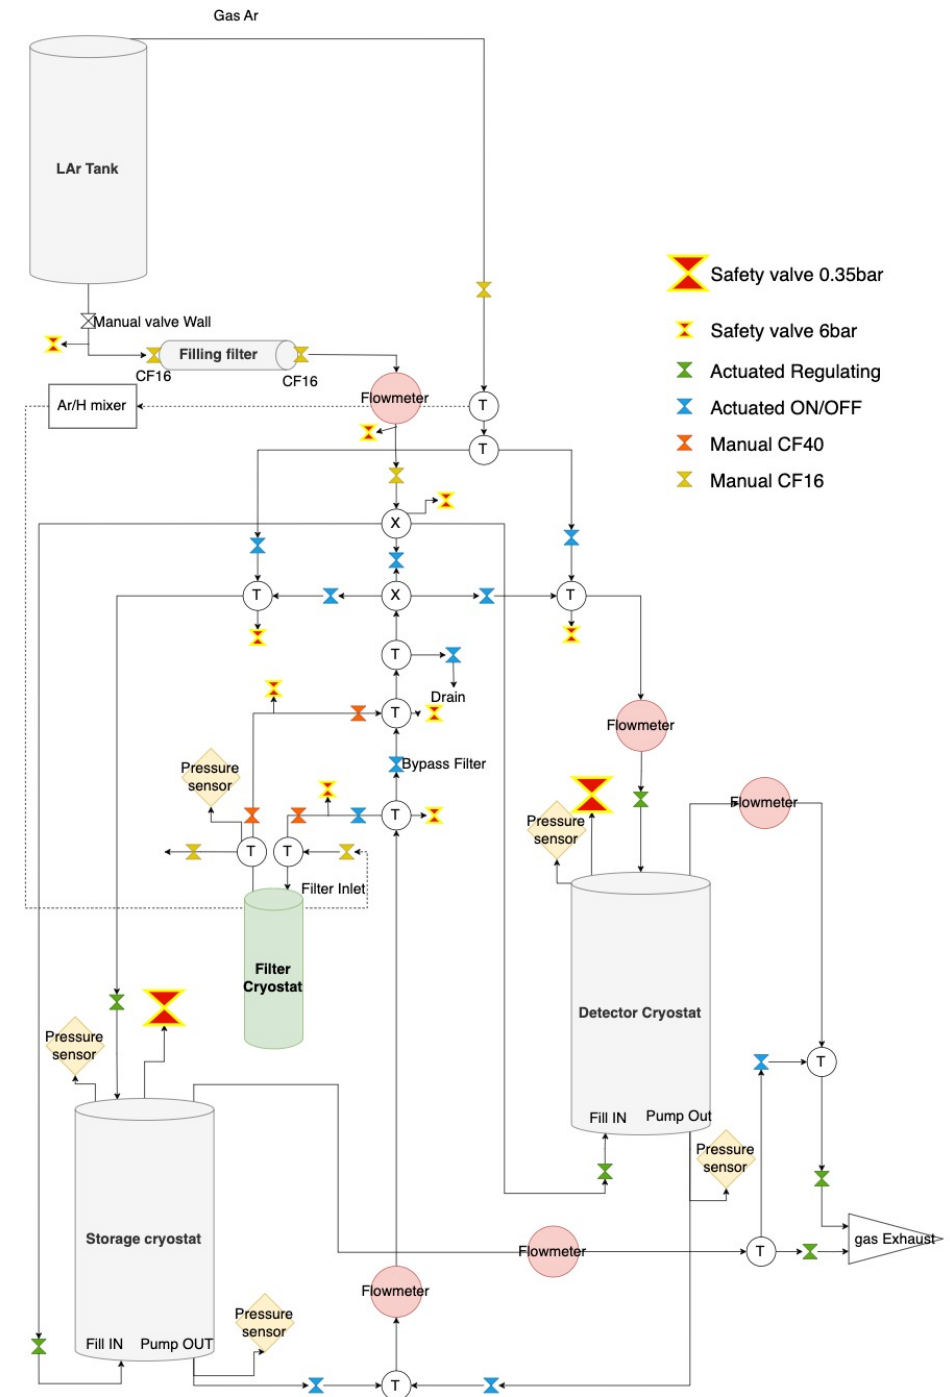 Gas Ar
LAr Tank
Manual valve Wall
Filling filter
CF16
CF16
Ar/H mixer
Flowmeter
T
T
Safety valve 0.35bar
Safety valve 6bar
Actuated Regulating
Actuated ON/OFF
Manual CF40
Manual CF16
X
T
X
T
T
Drain
T
Flowmeter
Bypass Filter
Pressure
sensor
T
Flowmeter
Pressure
sensor
T
T
Filter Inlet
Filter
Cryostat
Detector Cryostat
Pressure
sensor
T
Fill IN
Pump Out
Pressure
sensor
Storage cryostat
Flowmeter
T
gas Exhaust
Flowmeter
Pressure
sensor
Fill IN
Pump OUT
T